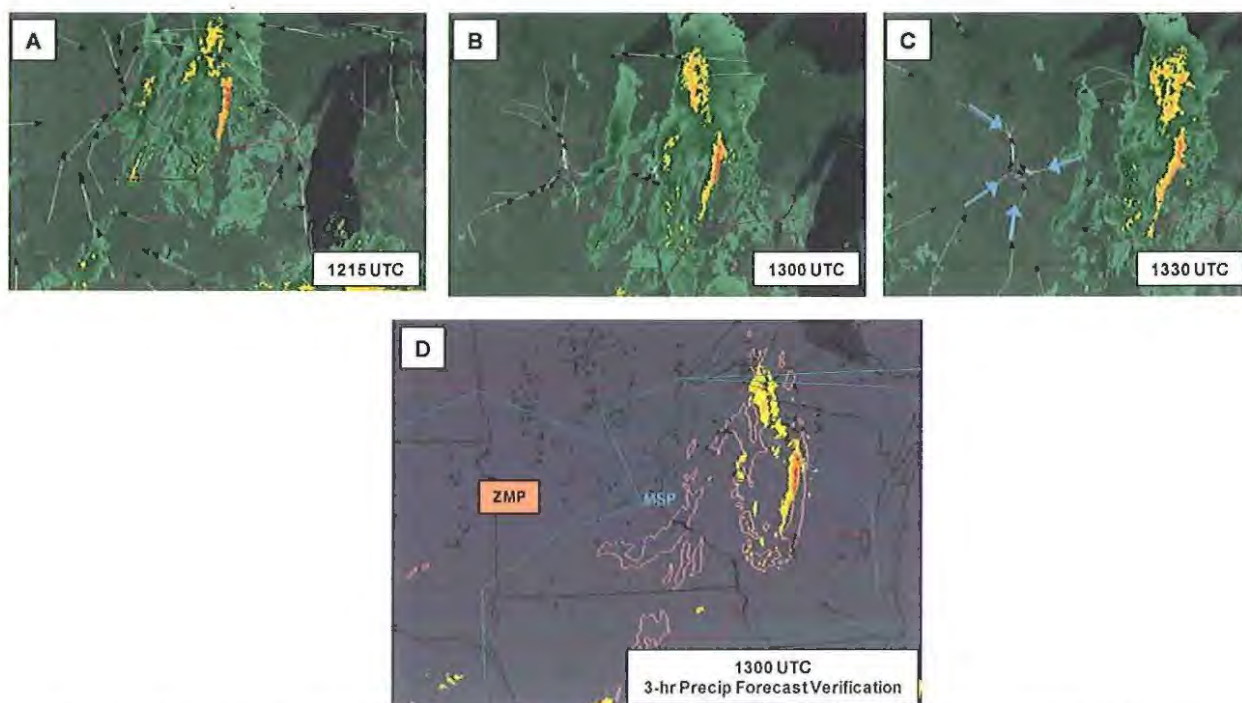 A
1215 UTC
B
1300 UTC
C
1330 UTC
D
ZMP
MSP
1300 UTC
3-hr Precip Forecast Verification